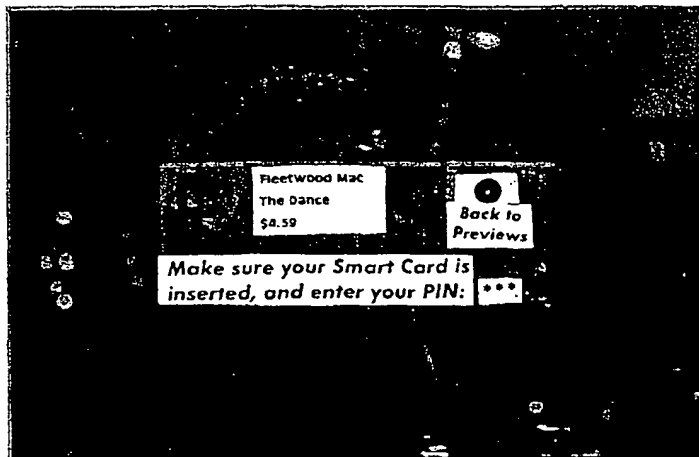 Fleetwood Mac
The Dance
$4.59
Back to
Previews
Make sure your Smart Card is
inserted, and enter your PIN: ***